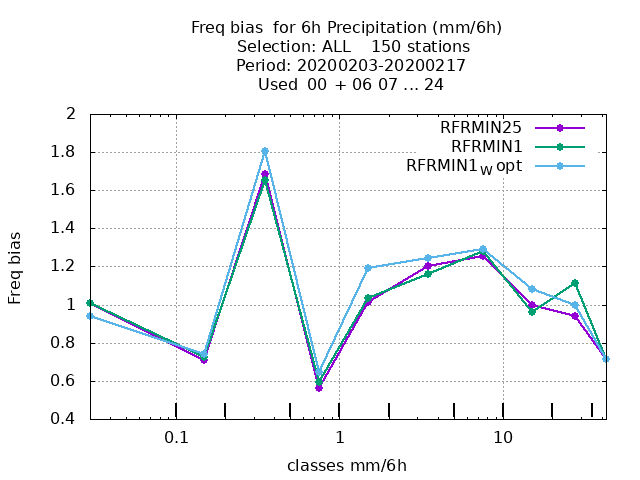 Freq bias  for 6h Precipitation (mm/6h)
Selection: ALL    150 stations
Period: 20200203-20200217
Used  00  + 06 07 ... 24
RFRMIN25
RFRMIN1
RFRMIN1W opt
2
1.8
1.6
1.4
1.2
1
0.8
0.6
0.4
Freq bias
0.1 1 10
classes mm/6h